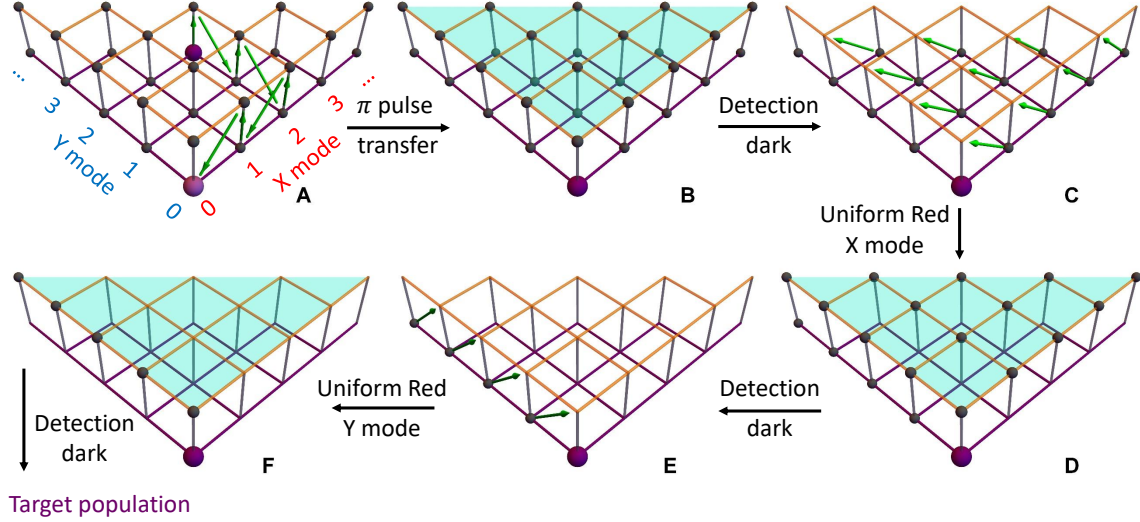 ...
3
2
1
0
Y mode
0
1
2
3
...
X mode
A
π pulse
transfer
B
Detection
dark
C
Uniform Red
X mode
D
Detection
dark
E
Uniform Red
Y mode
F
Detection
dark
Target population